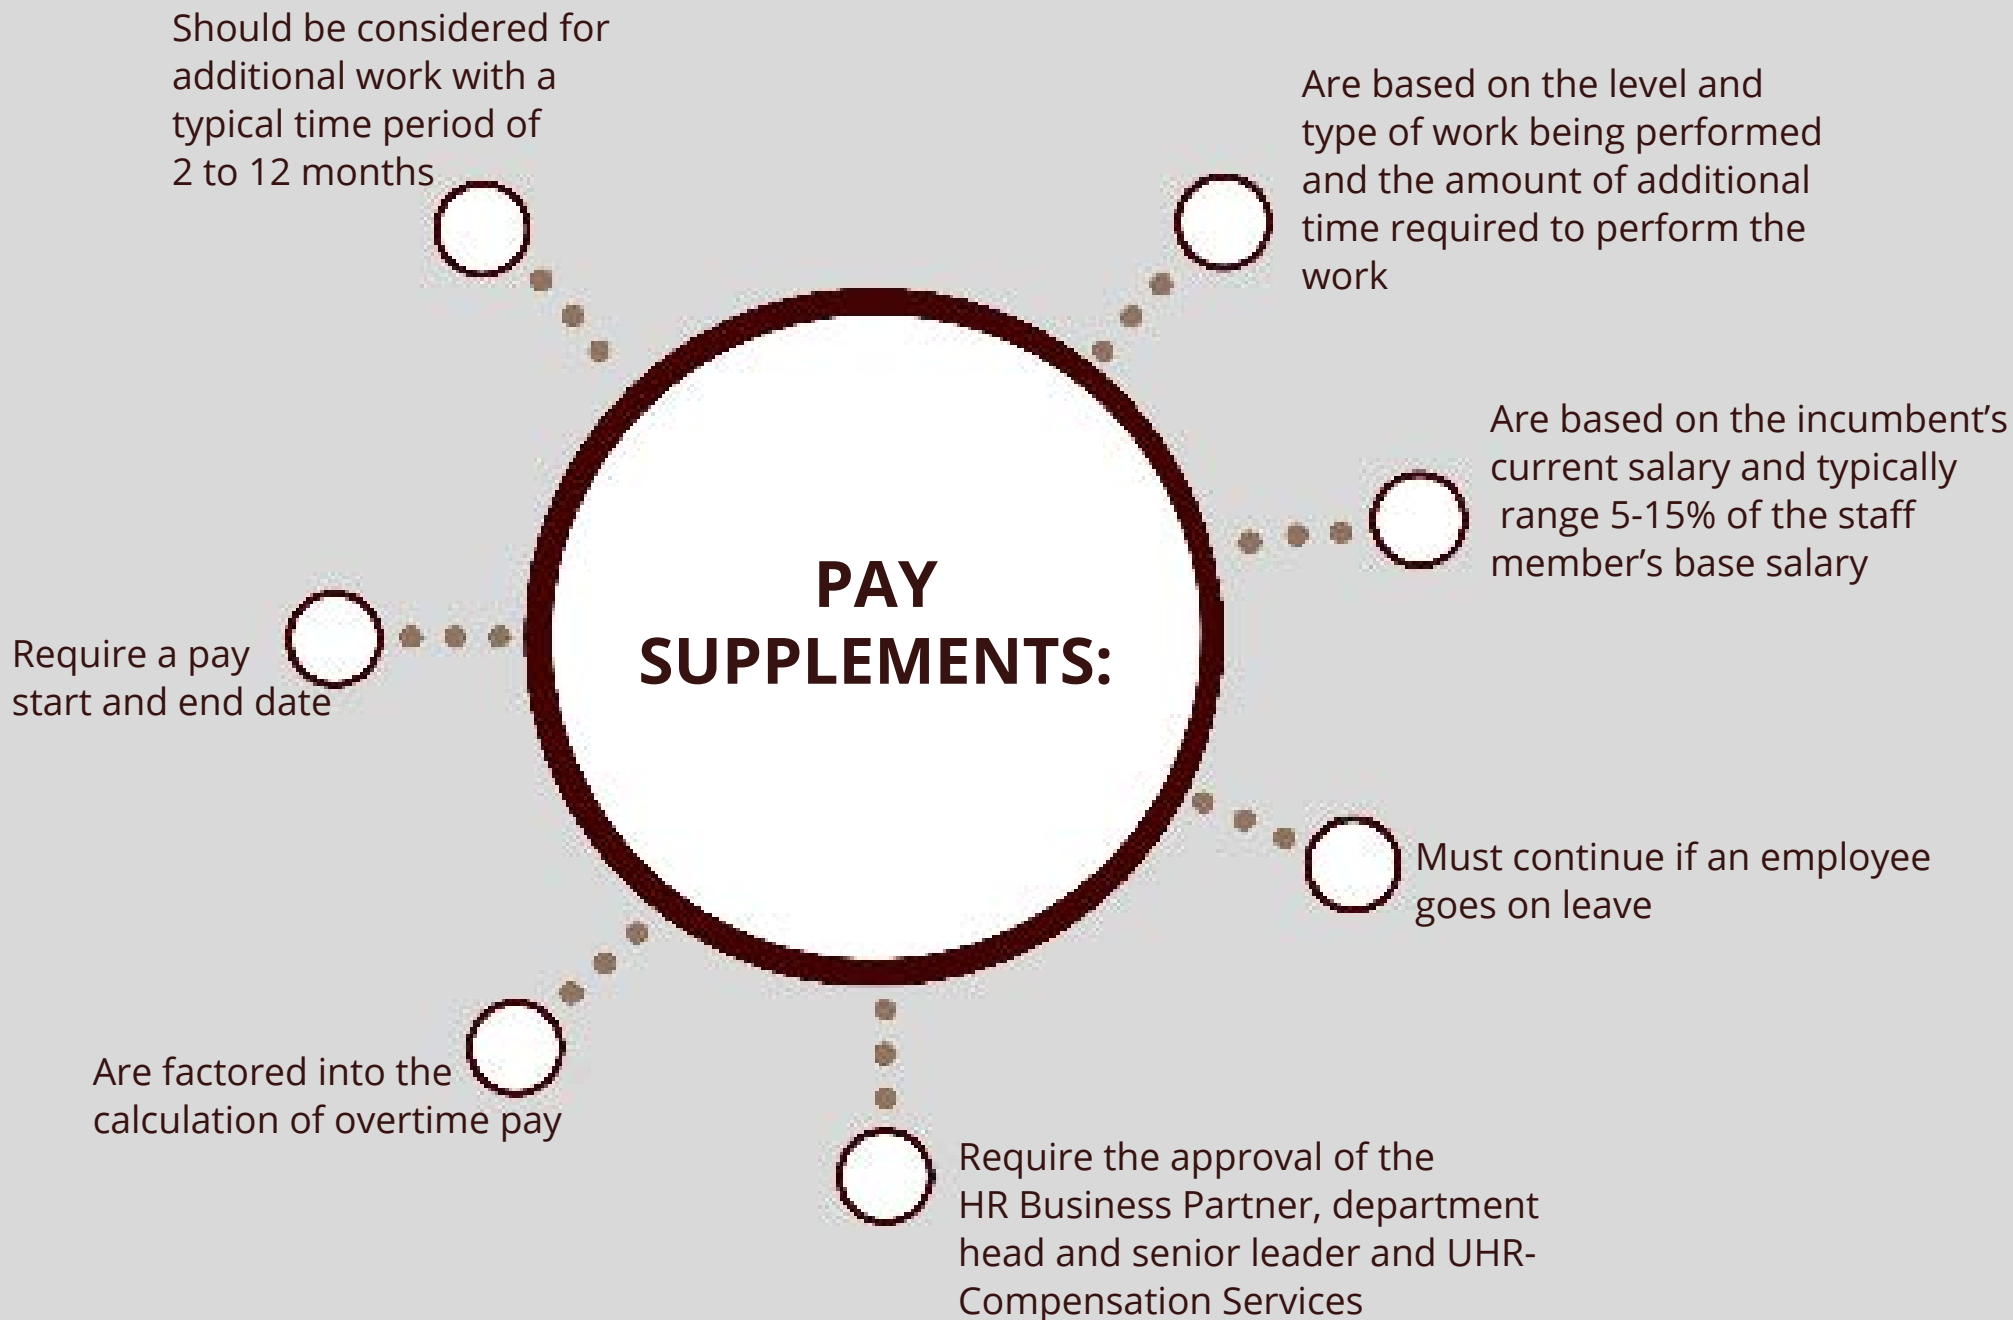 Should be considered for
additional work with a
typical time period of
2 to 12 months
Are based on the level and
type of work being performed
and the amount of additional
time required to perform the
work
Are based on the incumbent’s
current salary and typically
range 5-15% of the staff
member’s base salary
PAY
SUPPLEMENTS:
Require a pay
start and end date
Must continue if an employee
goes on leave
Are factored into the
calculation of overtime pay
Require the approval of the
HR Business Partner, department
head and senior leader and UHR-
Compensation Services